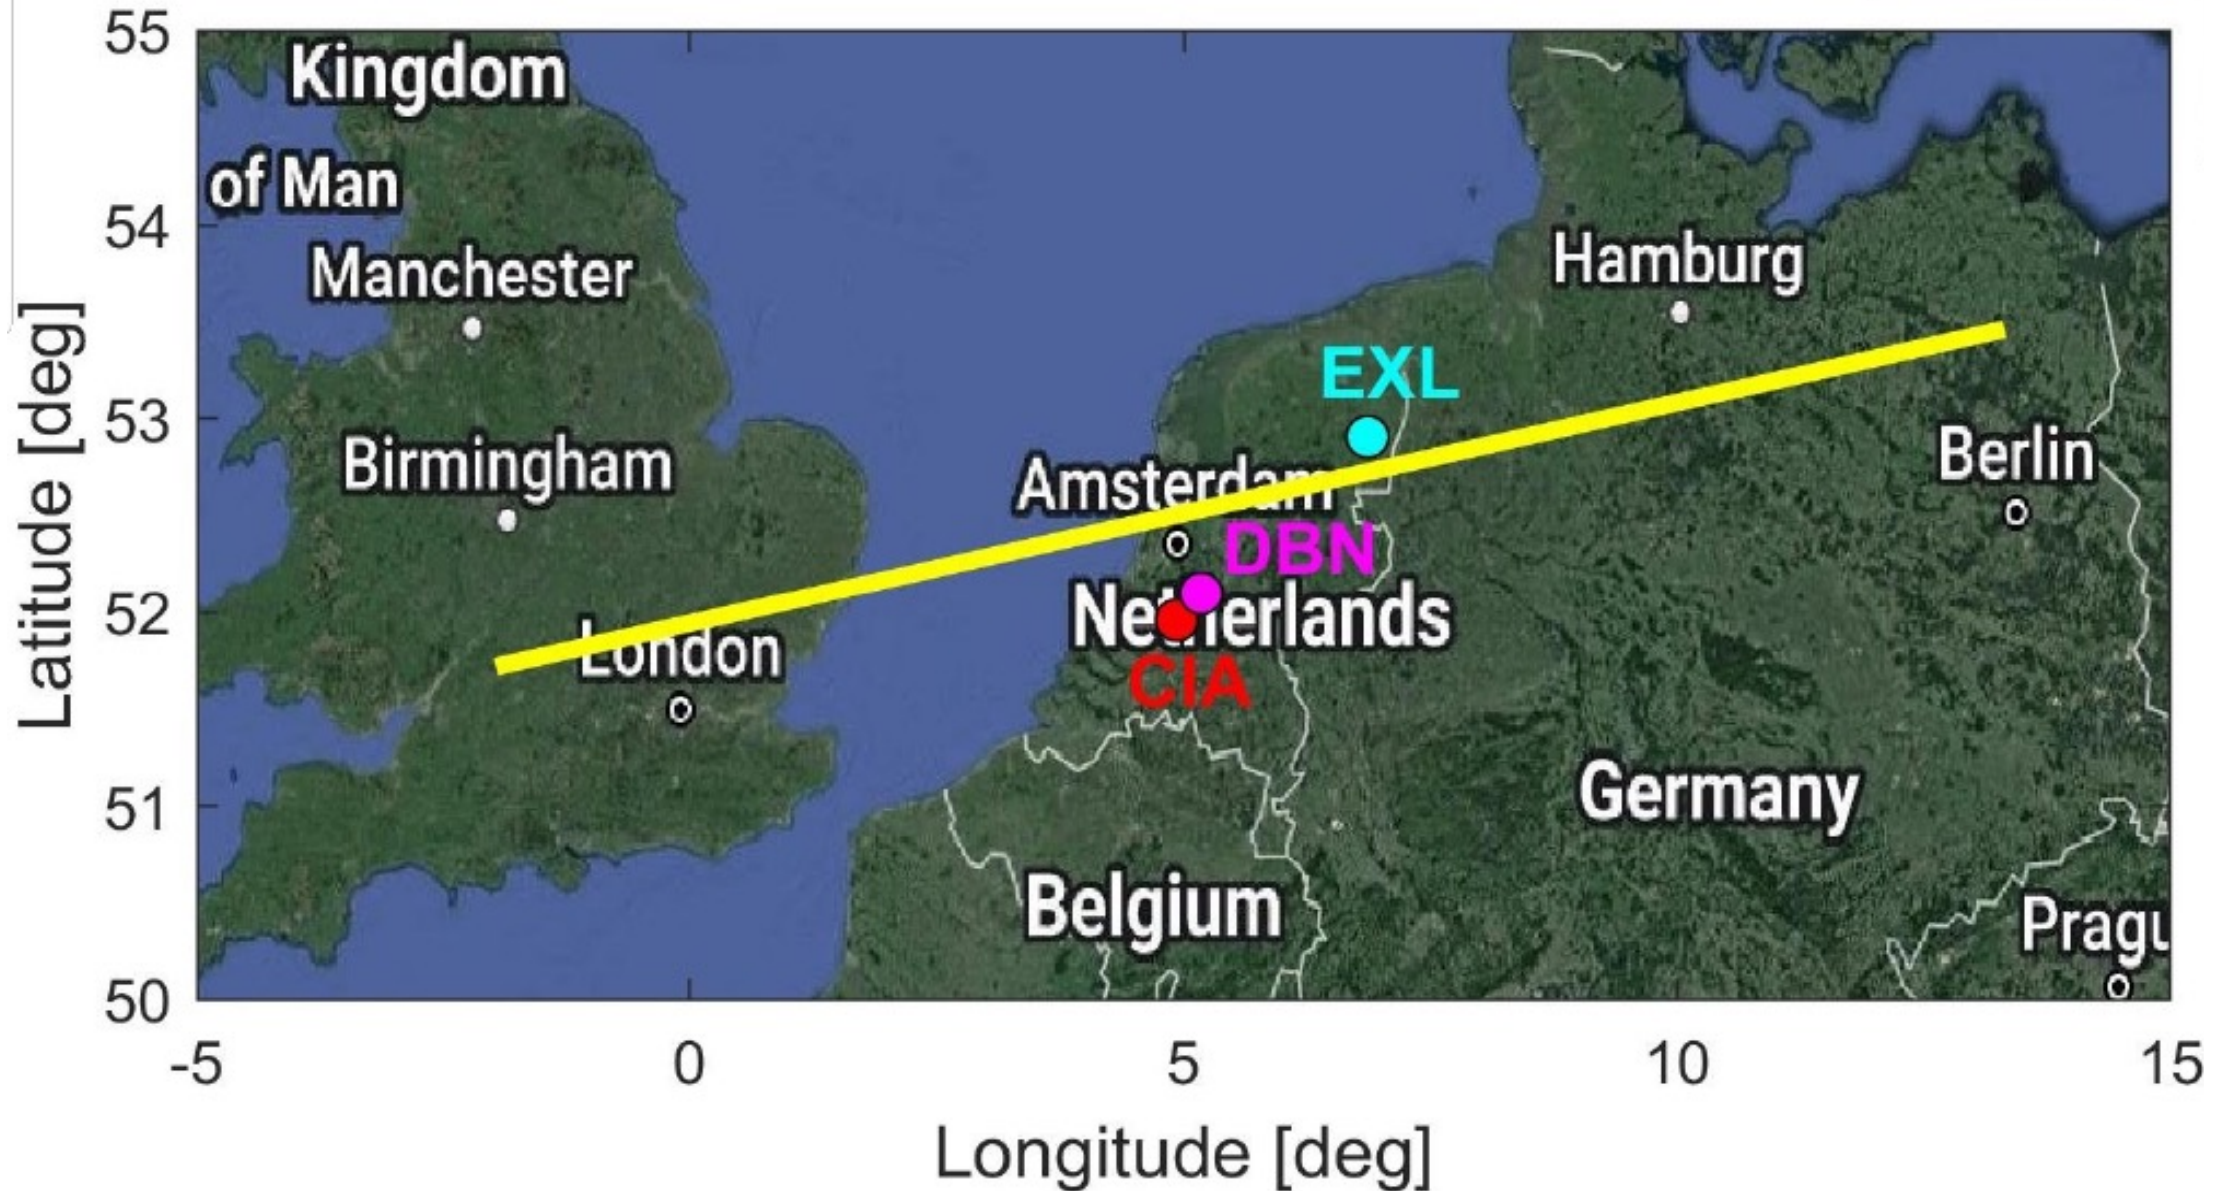 55
Kingdom
of Man
54
Manchester
Hamburg
EXL
53
Birmingham
Amsterdam
Berlin
DBN
52
Netherlands
London
CIA
51
Germany
Belgium
Pragu
50
-5 0 5 10 15
Longitude [deg]
Latitude [deg]